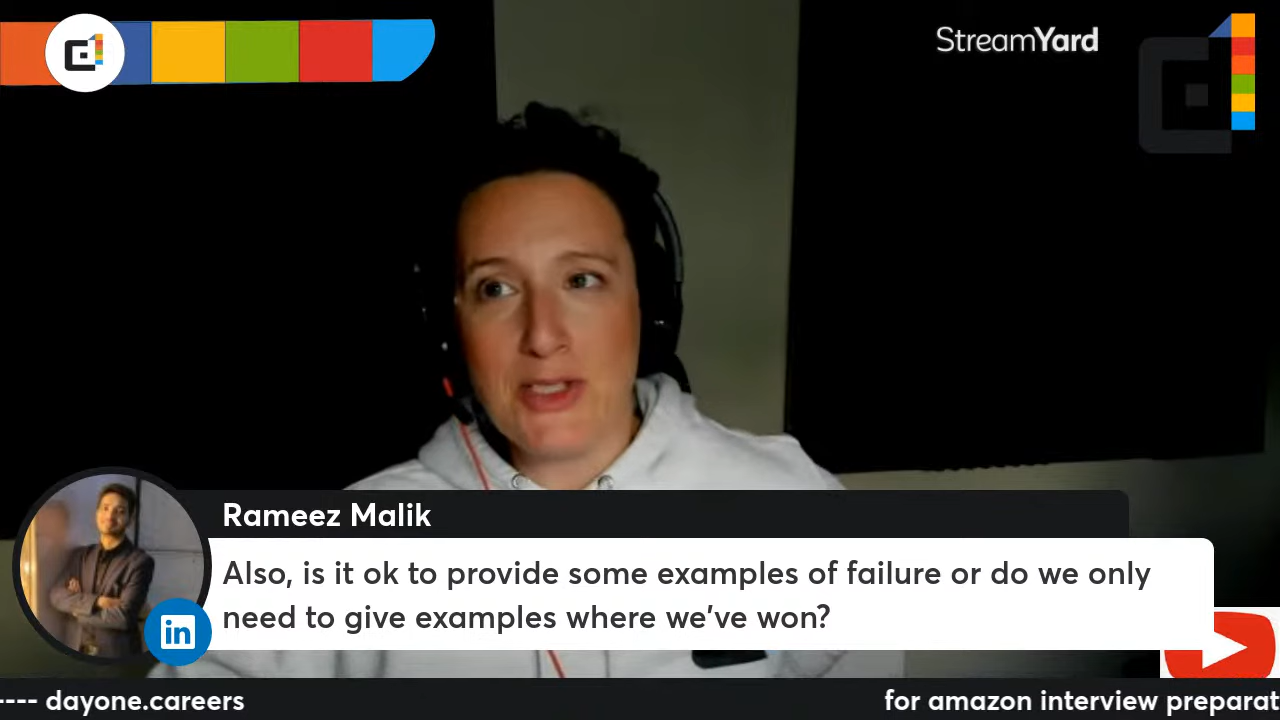 StreamYard
Rameez Malik
Also, is it ok to provide some examples of failure or do we only
need to give examples where we've won?
in
---- dayone.careers
for amazon interview preparat